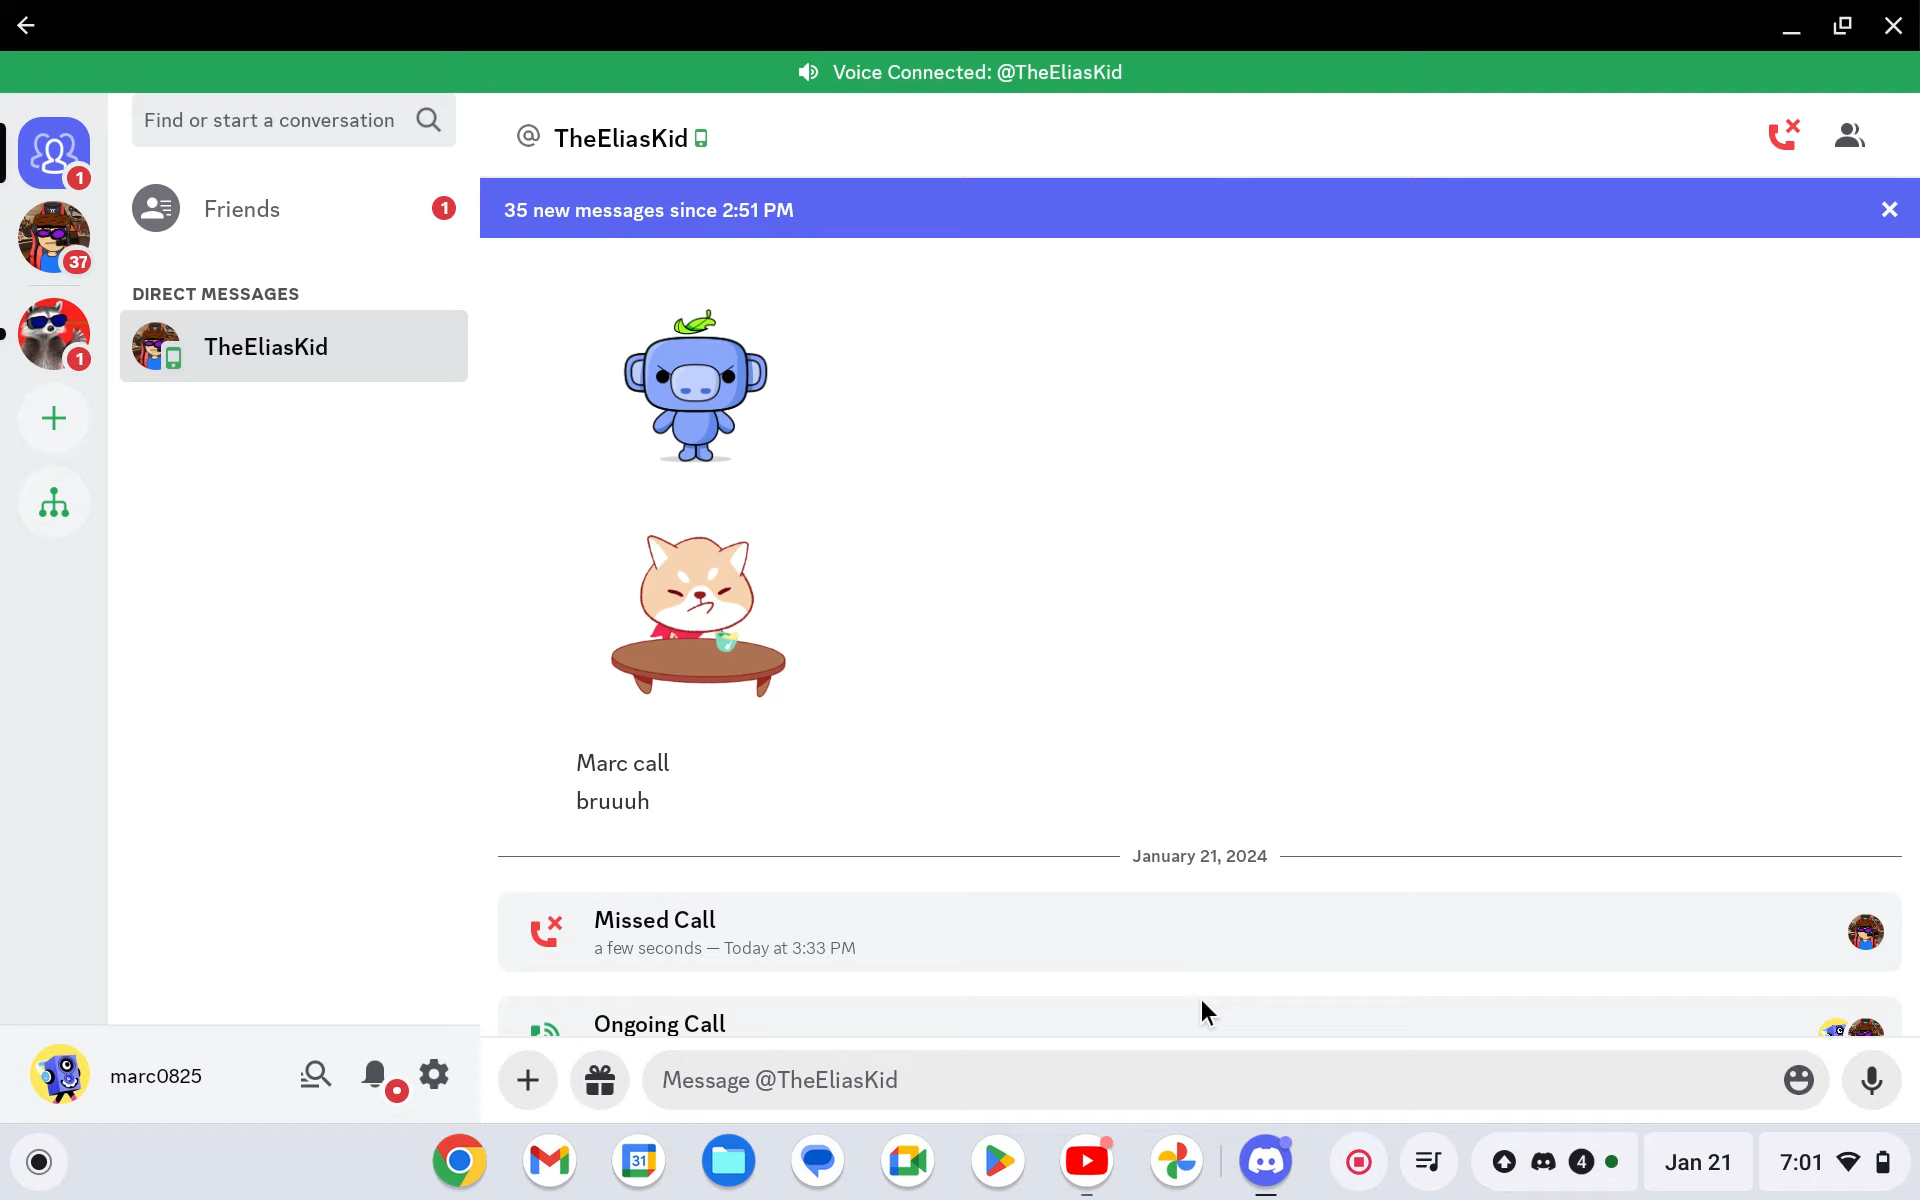 Voice Connected: @TheEliasKid
Find or start a conversation
TheEliasKid
1
37
1
Friends
1
35 new messages since 2:51 PM
DIRECT MESSAGES
TheEliasKid
Marc call
bruuuh
January 21, 2024
Missed Call
a few seconds — Today at 3:33 PM
Ongoing Call
marc0825
Message @TheEliasKid
31
4
Jan 21
7:01